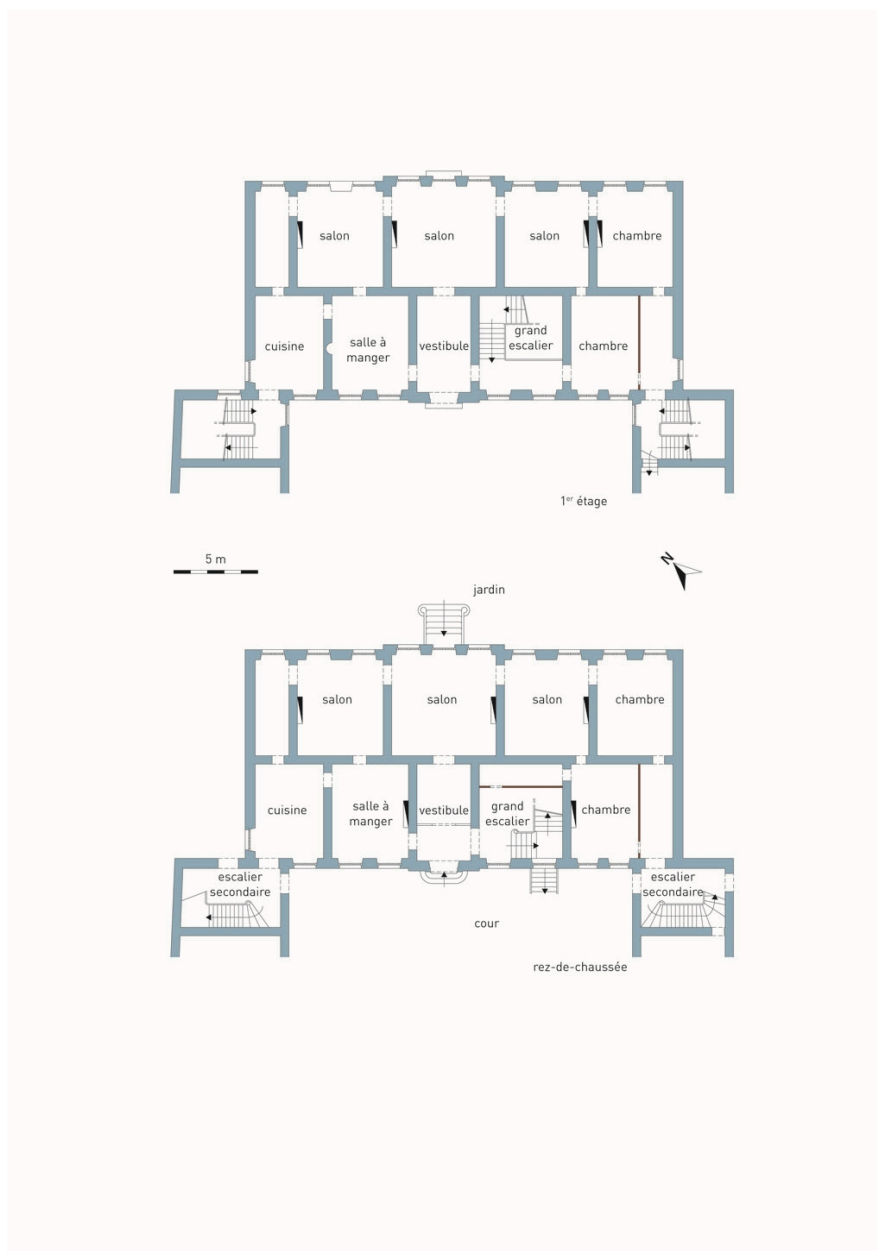 salon
salon
salon
chambre
cuisine
salle à
manger
vestibule
grand
escalier
chambre
1er étage
5 m
N
jardin
salon
salon
salon
chambre
cuisine
salle à
manger
vestibule
grand
escalier
chambre
escalier
secondaire
escalier
secondaire
cour
rez-de-chaussée